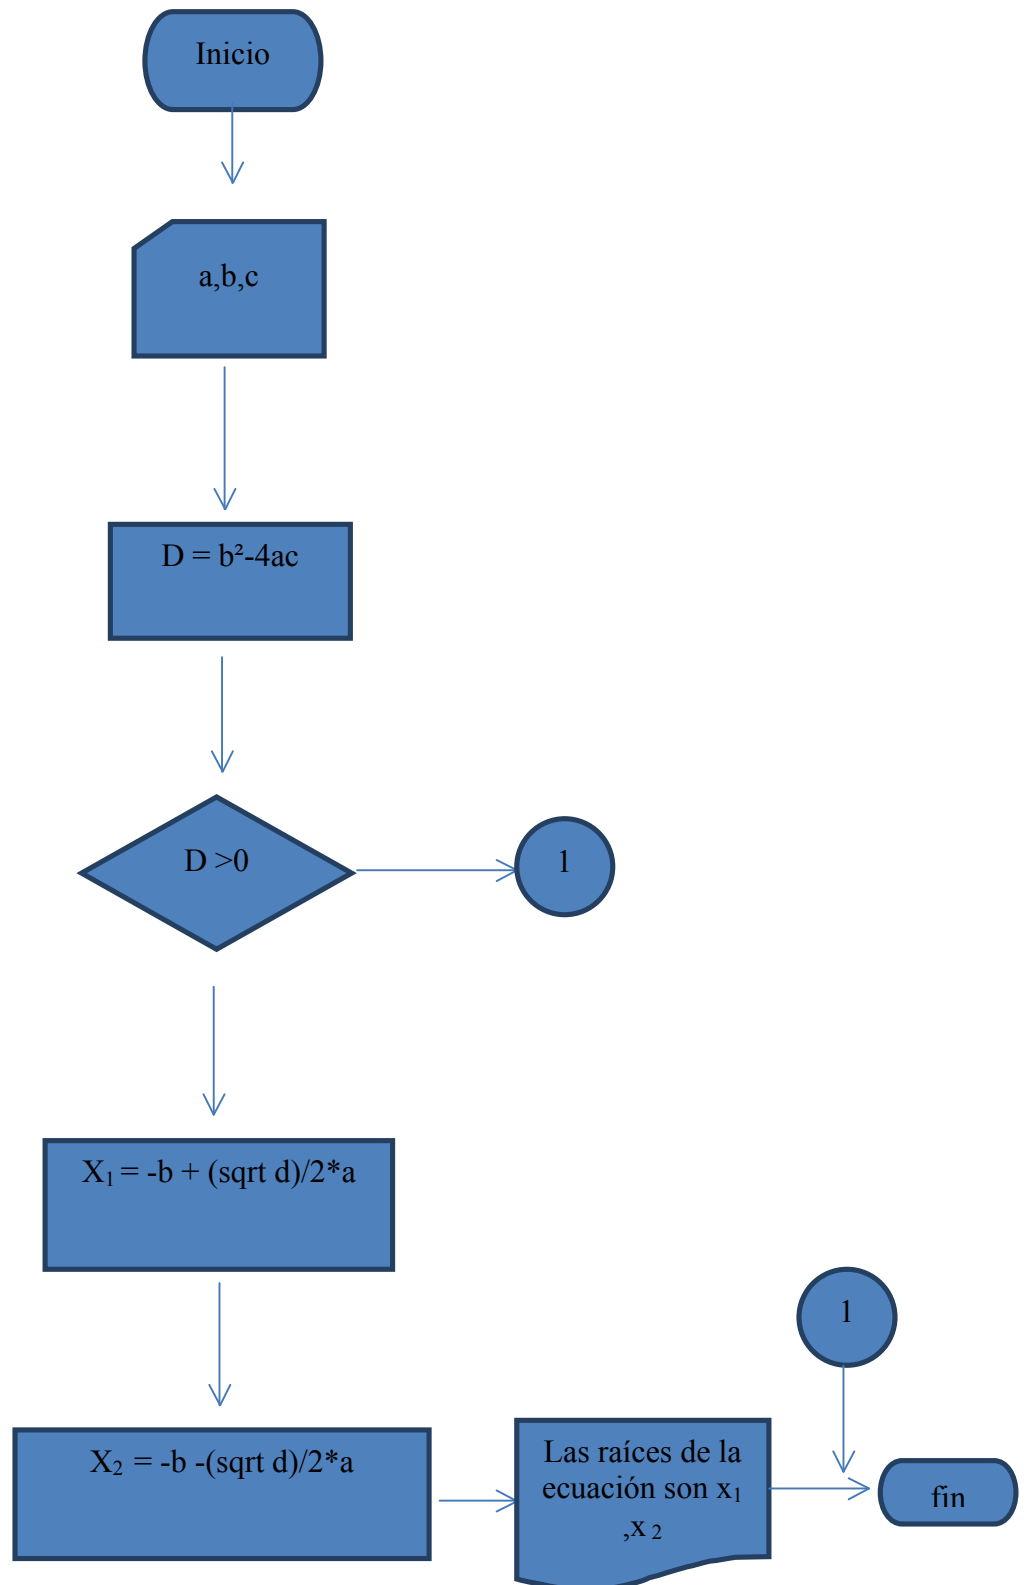 Inicio
a,b,c
D = b²-4ac
D >0
1
X₁ = -b + (sqrt d)/2*a
1
X₂ = -b -(sqrt d)/2*a
Las raíces de la
ecuación son x₁
,x ₂
fin